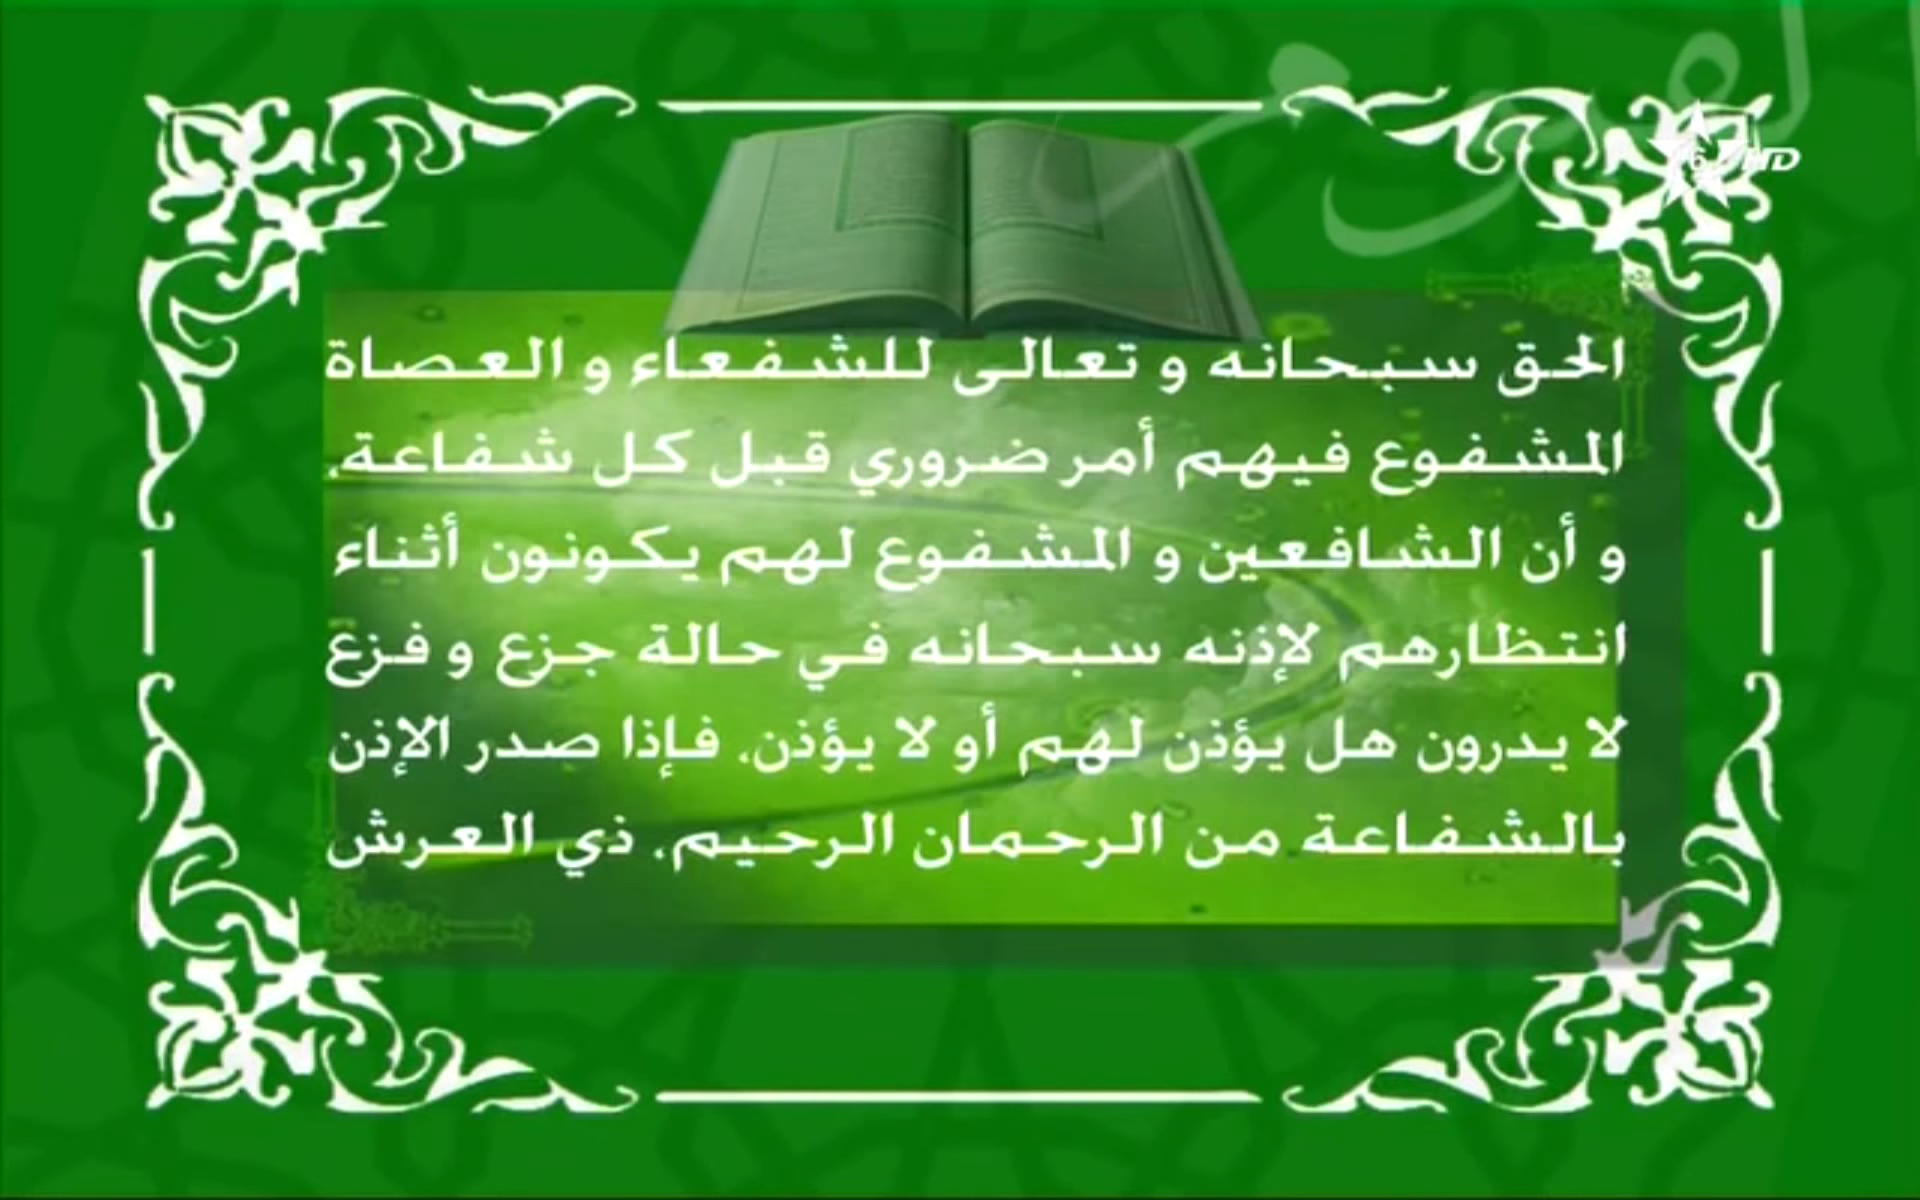 الحق سبحانه و تعالى للشفعاء و العصاة
المشفوع فيهم أمر ضروري قبل كل شفاعة.
و أن الشافعين و المشفوع لهم يكونون أثناء
انتظارهم لإذنه سبحانه في حالة جزع و فزع
لا يدرون هل يؤذن لهم أو لا يؤذن. فإذا صدر الإذن
بالشفاعة من الرحمان الرحيم. ذي العرش
6 HD